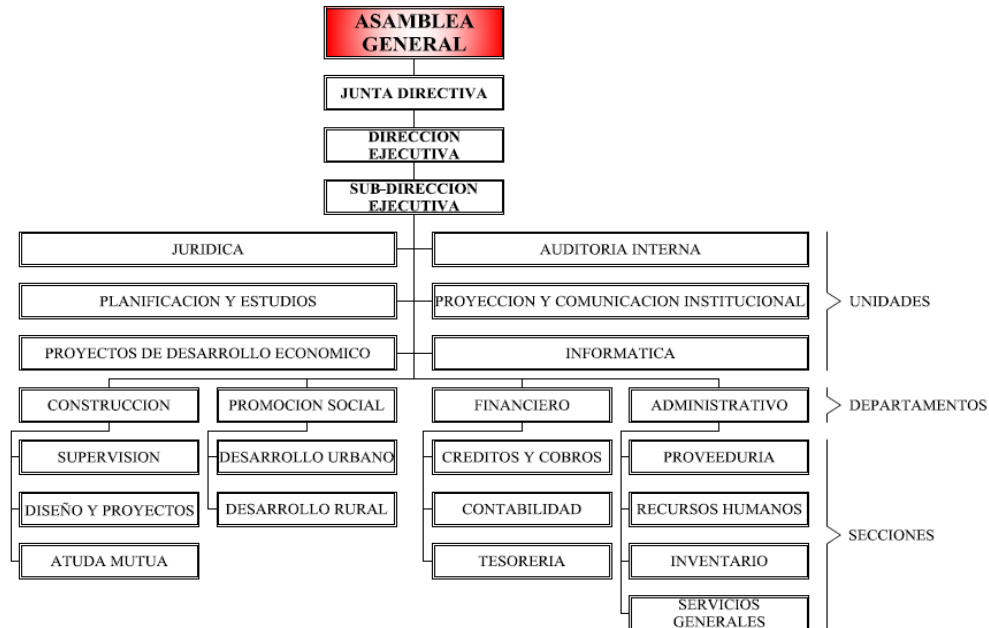 ASAMBLEA
GENERAL
JUNTA DIRECTIVA
DIRECCION
EJECUTIVA
SUB-DIRECCION
EJECUTIVA
JURIDICA
AUDITORIA INTERNA
PLANIFICACION Y ESTUDIOS
PROYECCION Y COMUNICACION INSTITUCIONAL
UNIDADES
PROYECTOS DE DESARROLLO ECONOMICO
INFORMATICA
CONSTRUCCION
PROMOCION SOCIAL
FINANCIERO
ADMINISTRATIVO
DEPARTAMENTOS
SUPERVISION
DESARROLLO URBANO
CREDITOS Y COBROS
PROVEEDURIA
DISEÑO Y PROYECTOS
DESARROLLO RURAL
CONTABILIDAD
RECURSOS HUMANOS
SECCIONES
ATUDA MUTUA
TESORERIA
INVENTARIO
SERVICIOS
GENERALES